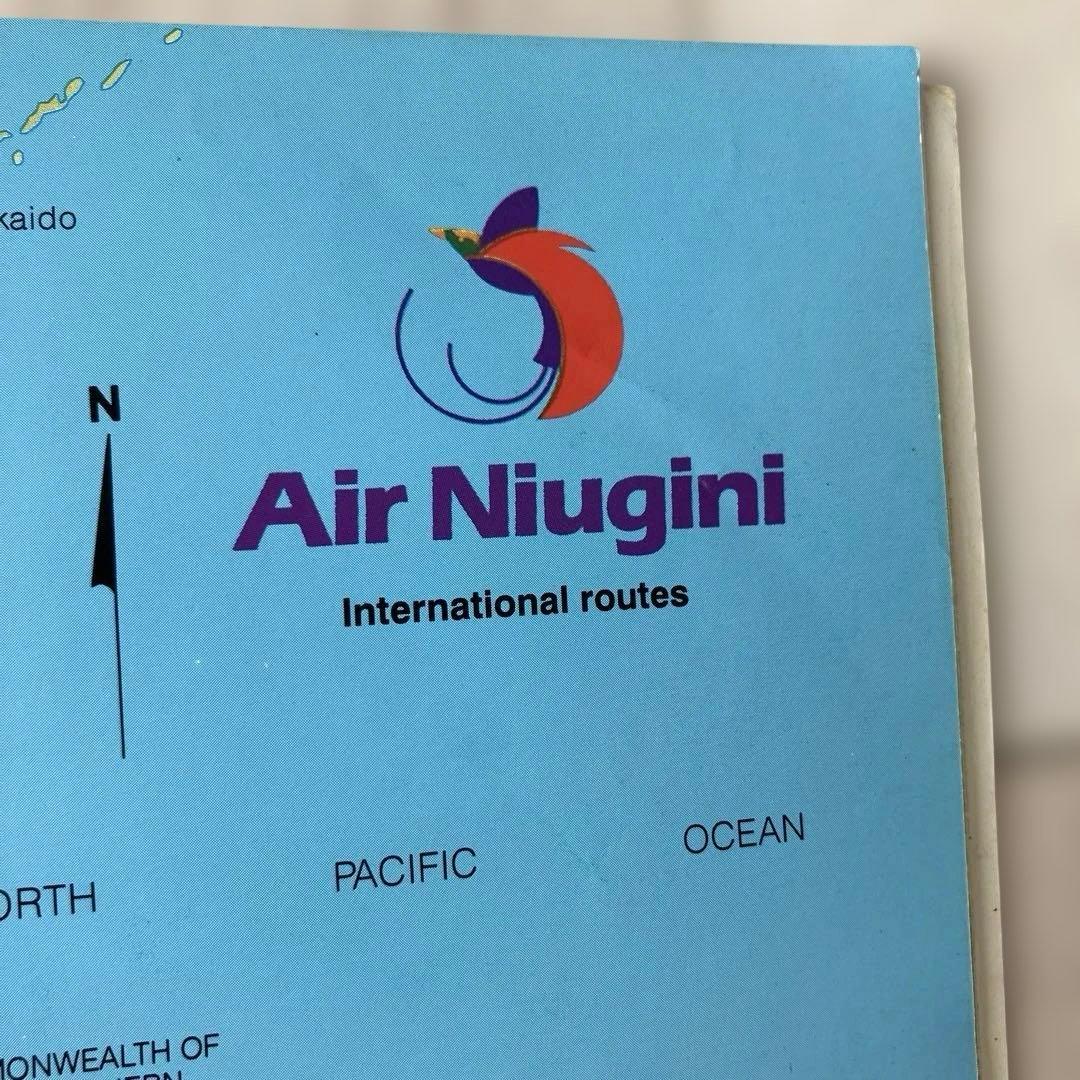 kaido
N
Air Niugini
International routes
ORTH PACIFIC OCEAN
MONWEALTH OF